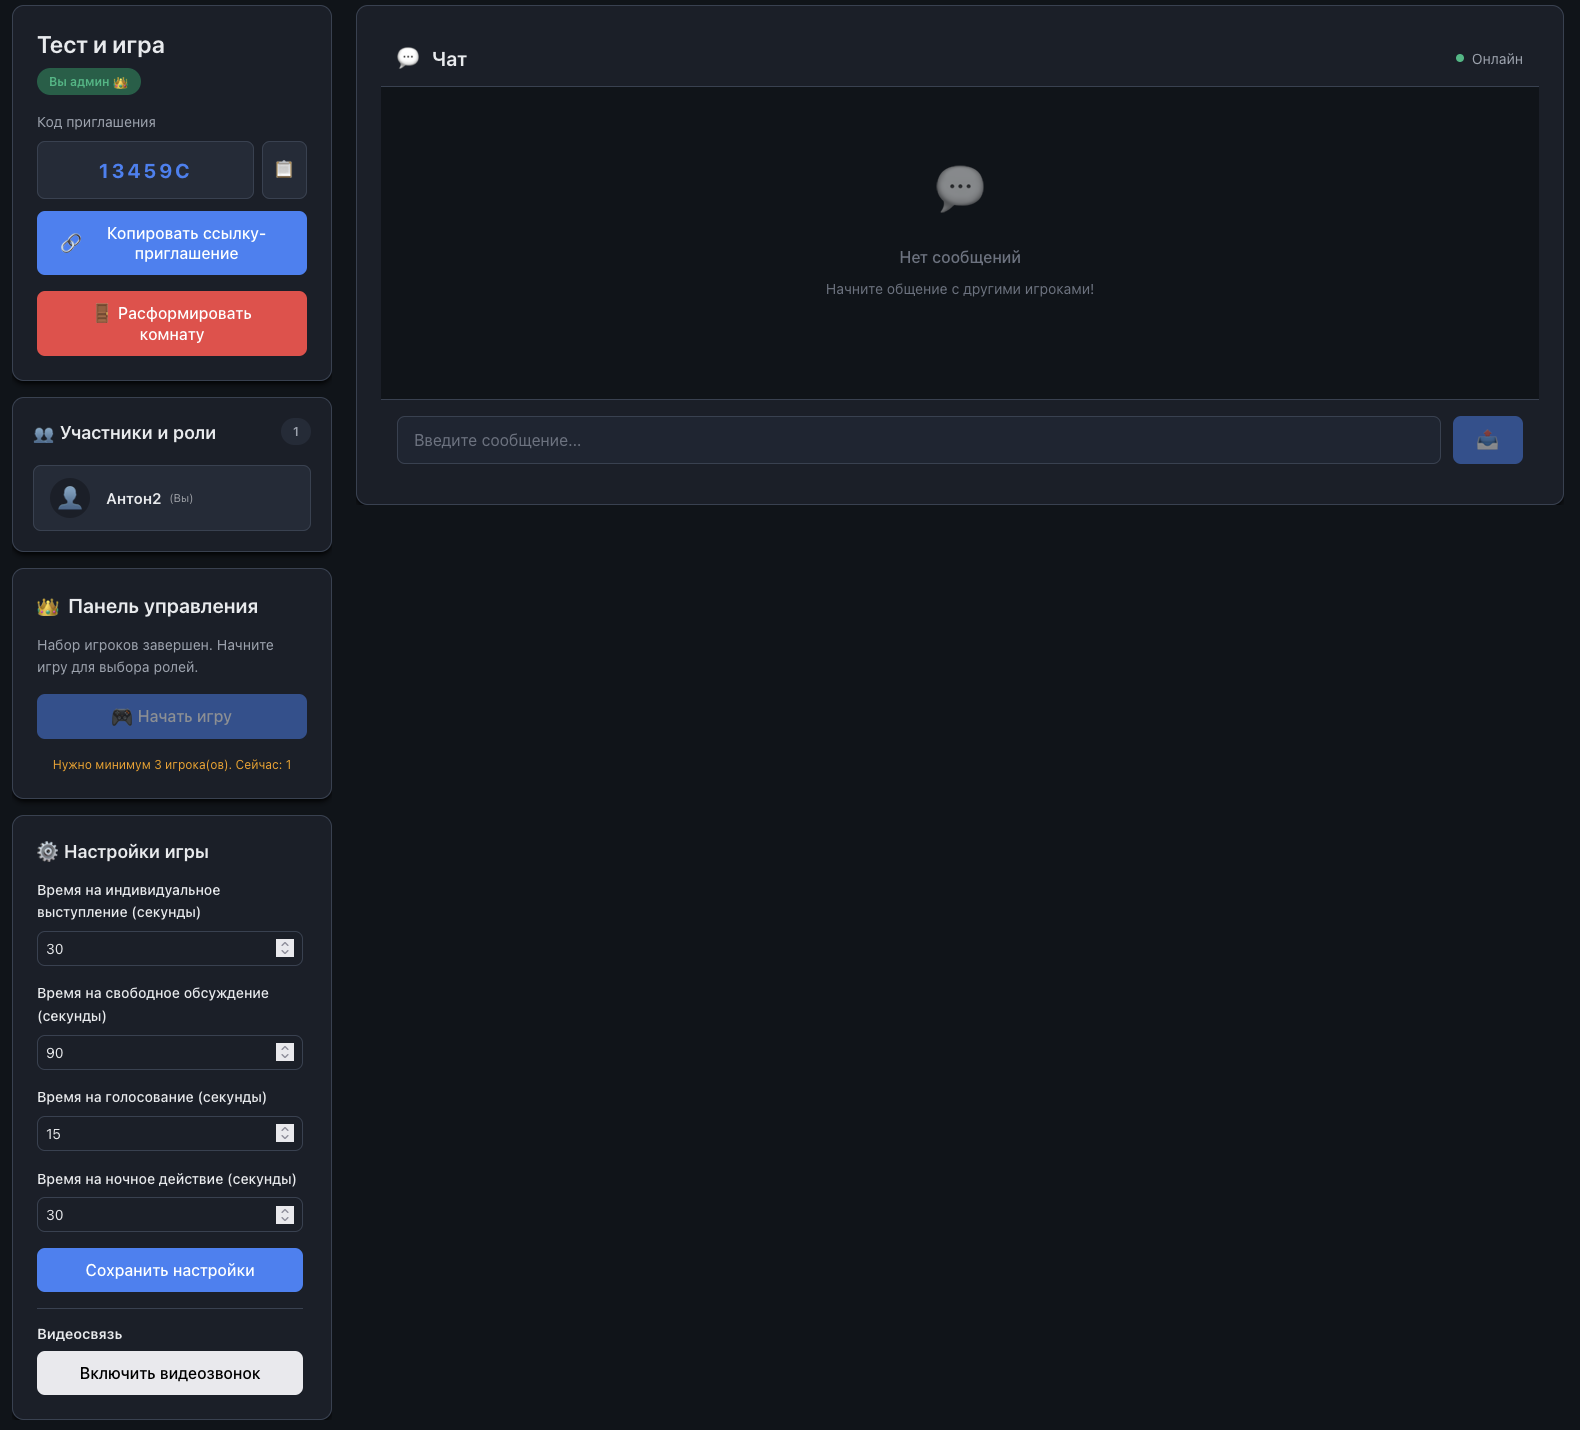 Тест и игра
Вы админ
Код приглашения
13459C
Копировать ссылку-
приглашение
Расформировать
комнату
Участники и роли
1
Антон2 (Вы)
Панель управления
Набор игроков завершен. Начните
игру для выбора ролей.
Начать игру
Нужно минимум 3 игрока(ов). Сейчас: 1
Настройки игры
Время на индивидуальное
выступление (секунды)
30
Время на свободное обсуждение
(секунды)
90
Время на голосование (секунды)
15
Время на ночное действие (секунды)
30
Сохранить настройки
Видеосвязь
Включить видеозвонок
Чат
Онлайн
Нет сообщений
Начните общение с другими игроками!
Введите сообщение...